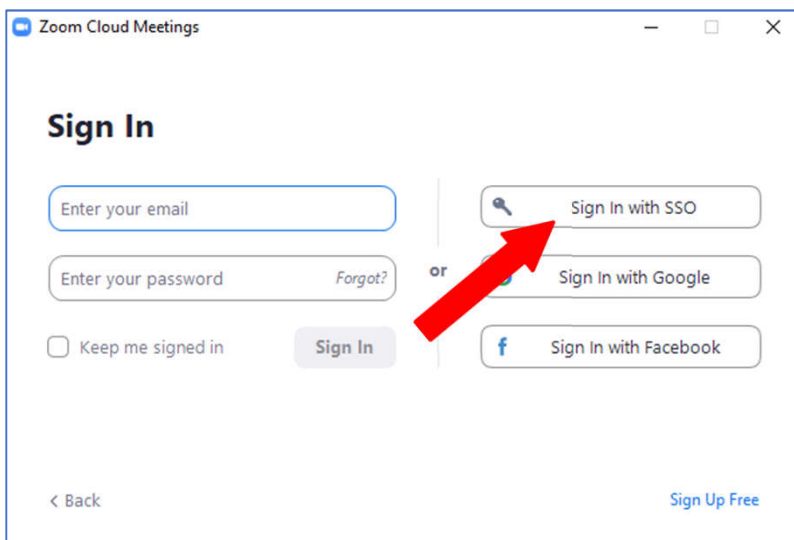 Zoom Cloud Meetings
Sign In
Enter your email
Enter your password
Forgot?
Keep me signed in
Sign In
or
Sign In with SSO
Sign In with Google
Sign In with Facebook
< Back
Sign Up Free